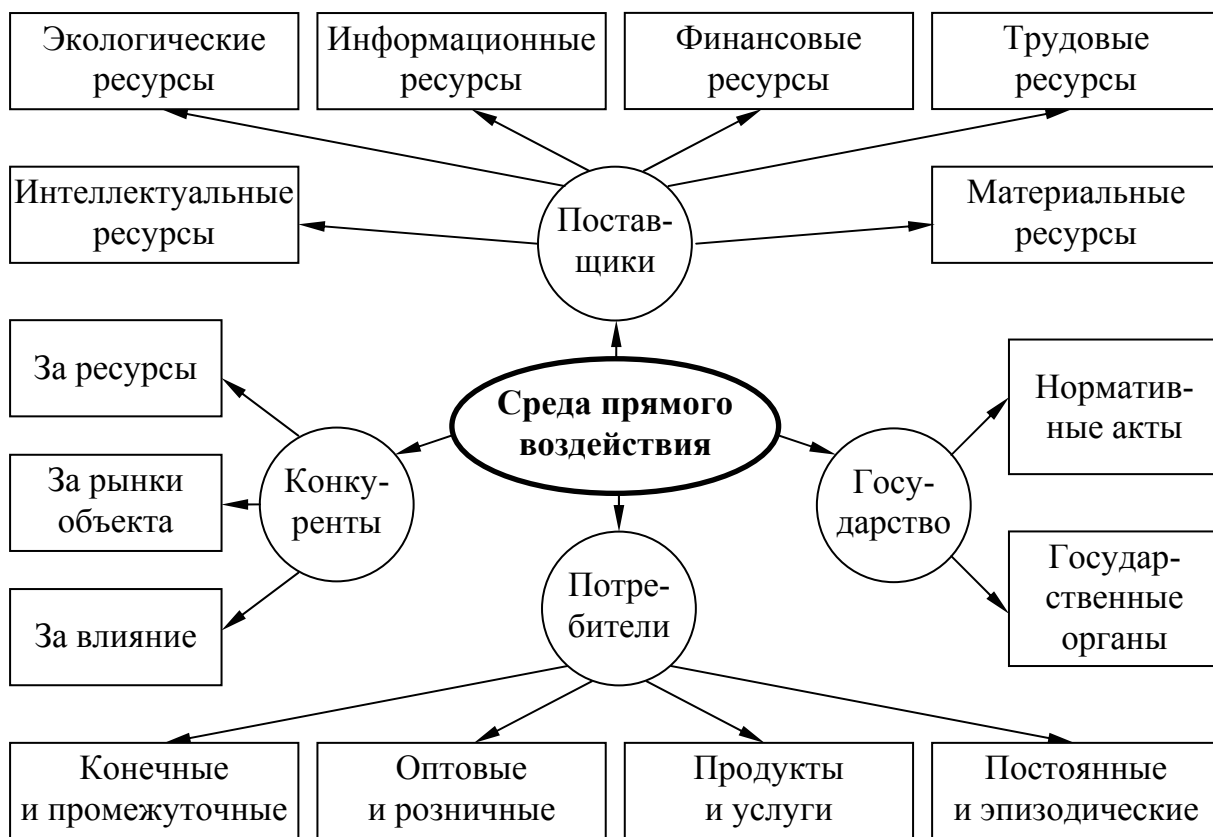 Экологические
ресурсы
Информационные
ресурсы
Финансовые
ресурсы
Трудовые
ресурсы
Интеллектуальные
ресурсы
Постав-
щики
Материальные
ресурсы
За ресурсы
Среда прямого
воздействия
Норматив-
ные акты
За рынки
объекта
Конку-
ренты
Госу-
дарство
За влияние
Потре-
бители
Государ-
ственные
органы
Конечные
и промежуточные
Оптовые
и розничные
Продукты
и услуги
Постоянные
и эпизодические